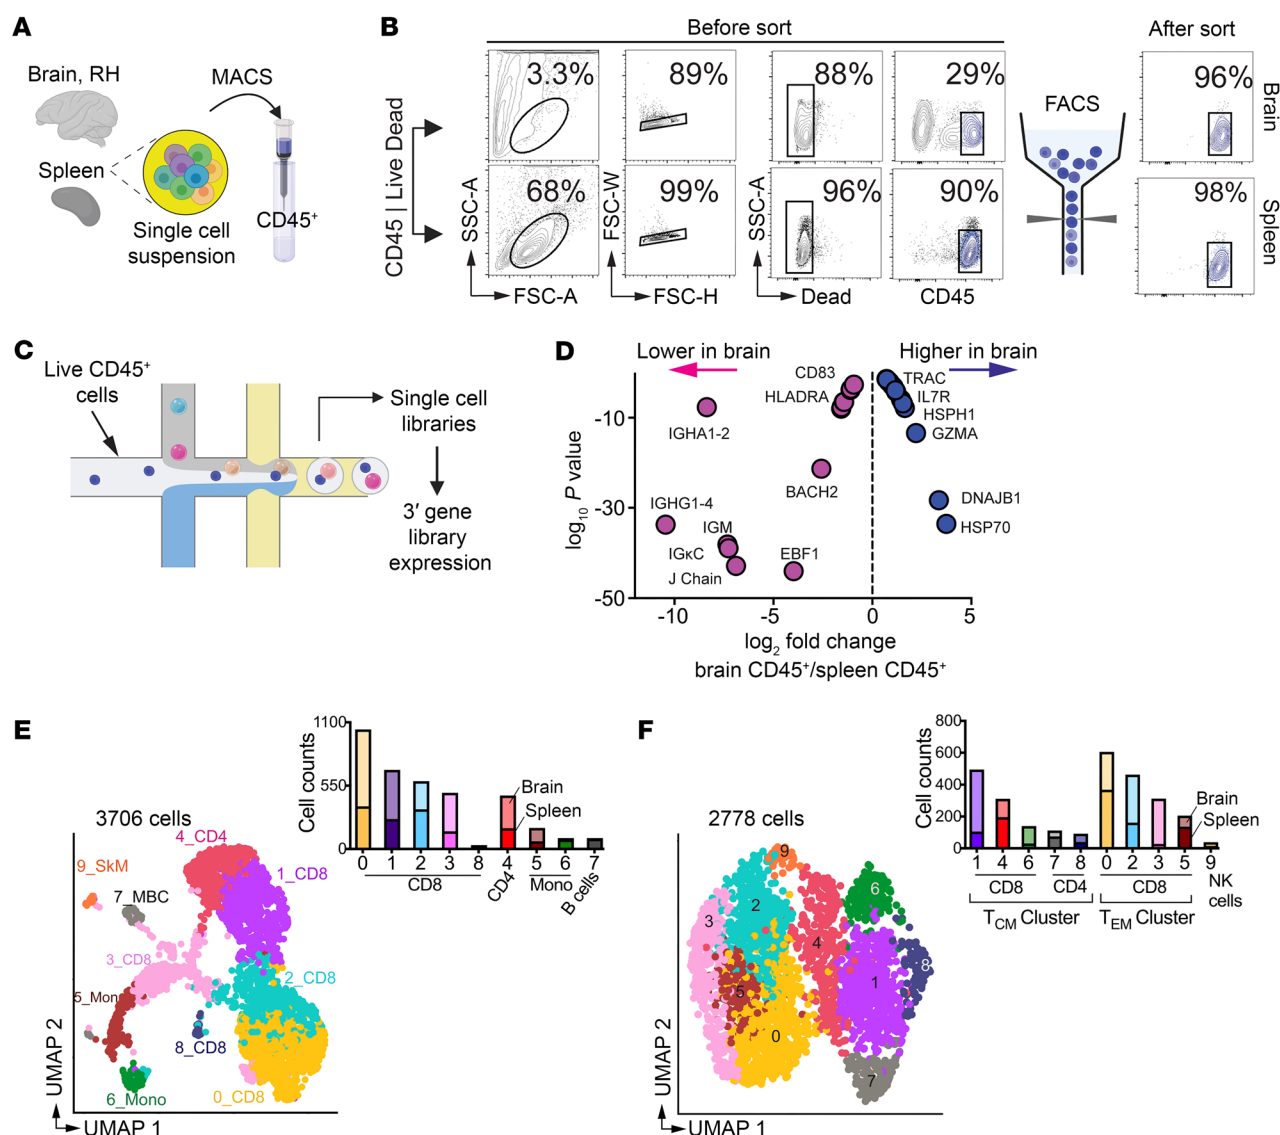 A
Brain, RH
MACS
Spleen
Single cell
suspension
CD45+
B
Before sort
After sort
CD45 | Live Dead
3.3%
89%
88%
29%
96%
Brain
FACS
68%
99%
96%
90%
98%
Spleen
SSC-A
FSC-W
SSC-A
FSC-A
FSC-H
Dead
CD45
C
Live CD45+
cells
Single cell
libraries
3′ gene
library
expression
D
Lower in brain
Higher in brain
CD83
TRAC
HLADRA
IL7R
HSPH1
IGHA1-2
GZMA
BACH2
DNAJB1
IGHG1-4
IGM
HSP70
IGκC
EBF1
J Chain
log10 P value
-10
-30
-50
-10
-5
0
5
log2 fold change
brain CD45+/spleen CD45+
E
Cell counts
1100
550
0
Brain
Spleen
0
1
2
3
8
4
5
6
7
CD8
CD4
Mono
B cells
3706 cells
4_CD4
9_SkM
1_CD8
7_MBC
3_CD8
2_CD8
5_Mono
8_CD8
6_Mono
0_CD8
UMAP 2
UMAP 1
F
Cell counts
800
600
400
200
0
Brain
Spleen
1
4
6
7
8
0
2
3
5
9
CD8
CD4
CD8
NK
cells
TCM Cluster
TEM Cluster
2778 cells
9
6
3
2
4
8
1
5
0
7
UMAP 2
UMAP 1